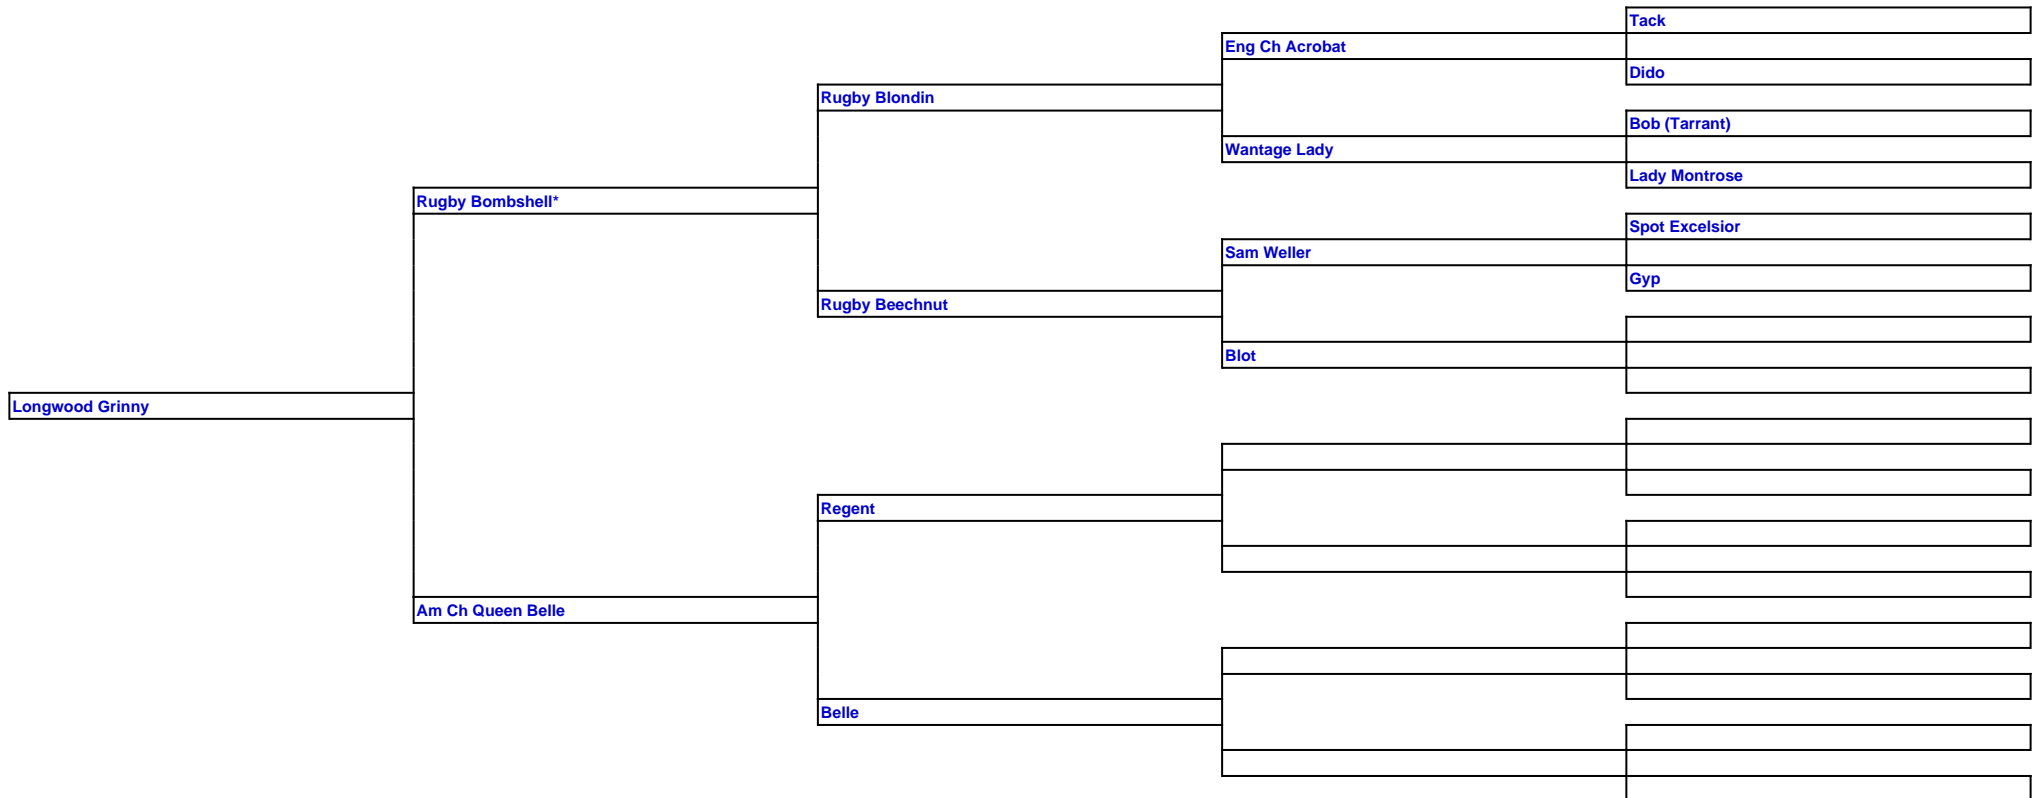 Tack
Eng Ch Acrobat
Dido
Rugby Blondin
Bob (Tarrant)
Wantage Lady
Lady Montrose
Rugby Bombshell*
Spot Excelsior
Sam Weller
Gyp
Rugby Beechnut
Blot
Longwood Grinny
Regent
Am Ch Queen Belle
Belle